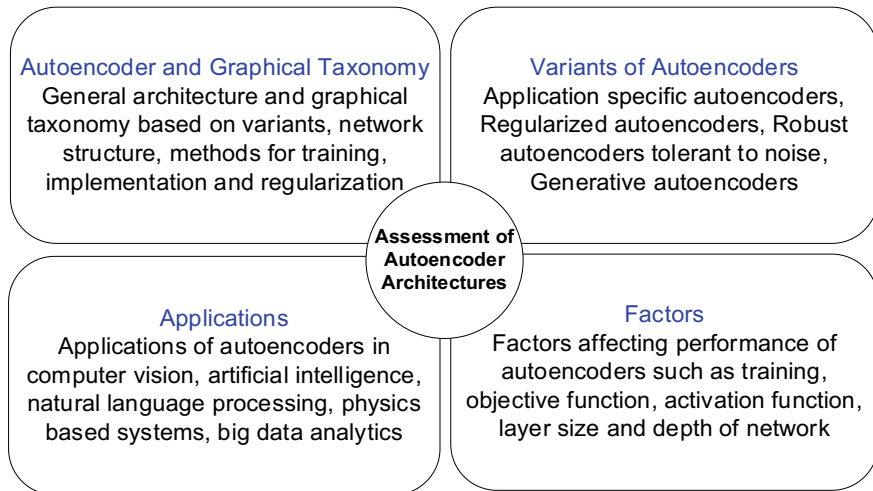 Autoencoder and Graphical Taxonomy
General architecture and graphical
taxonomy based on variants, network
structure, methods for training,
implementation and regularization
Variants of Autoencoders
Application specific autoencoders,
Regularized autoencoders, Robust
autoencoders tolerant to noise,
Generative autoencoders
Assessment of
Autoencoder
Architectures
Applications
Applications of autoencoders in
computer vision, artificial intelligence,
natural language processing, physics
based systems, big data analytics
Factors
Factors affecting performance of
autoencoders such as training,
objective function, activation function,
layer size and depth of network